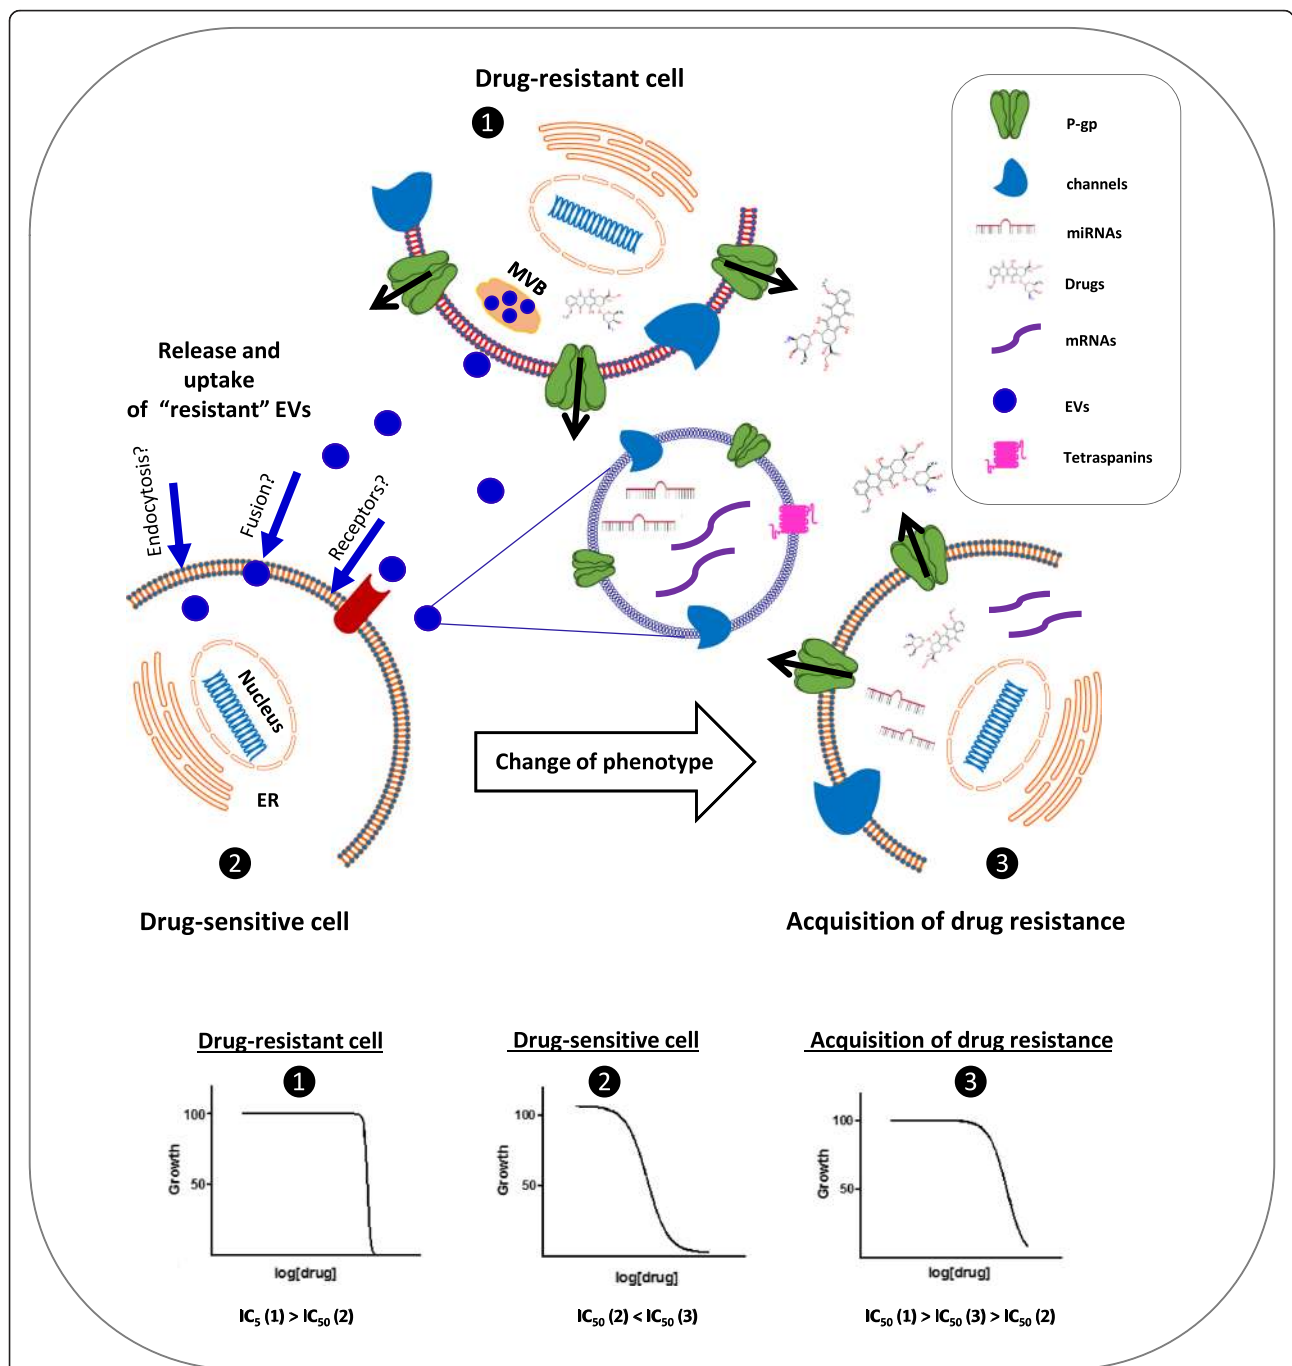 Drug-resistant cell
1
P-gp
channels
miRNAs
Drugs
mRNAs
EVs
Tetraspanins
MVB
Release and
uptake
of “resistant” EVs
Endocytosis?
Fusion?
Receptors?
Nucleus
ER
Change of phenotype
2
3
Drug-sensitive cell
Acquisition of drug resistance
Drug-resistant cell
1
100
50
Growth
log[drug]
IC5 (1) > IC50 (2)
Drug-sensitive cell
2
100
50
Growth
log[drug]
IC50 (2) < IC50 (3)
Acquisition of drug resistance
3
100
50
Growth
log[drug]
IC50 (1) > IC50 (3) > IC50 (2)